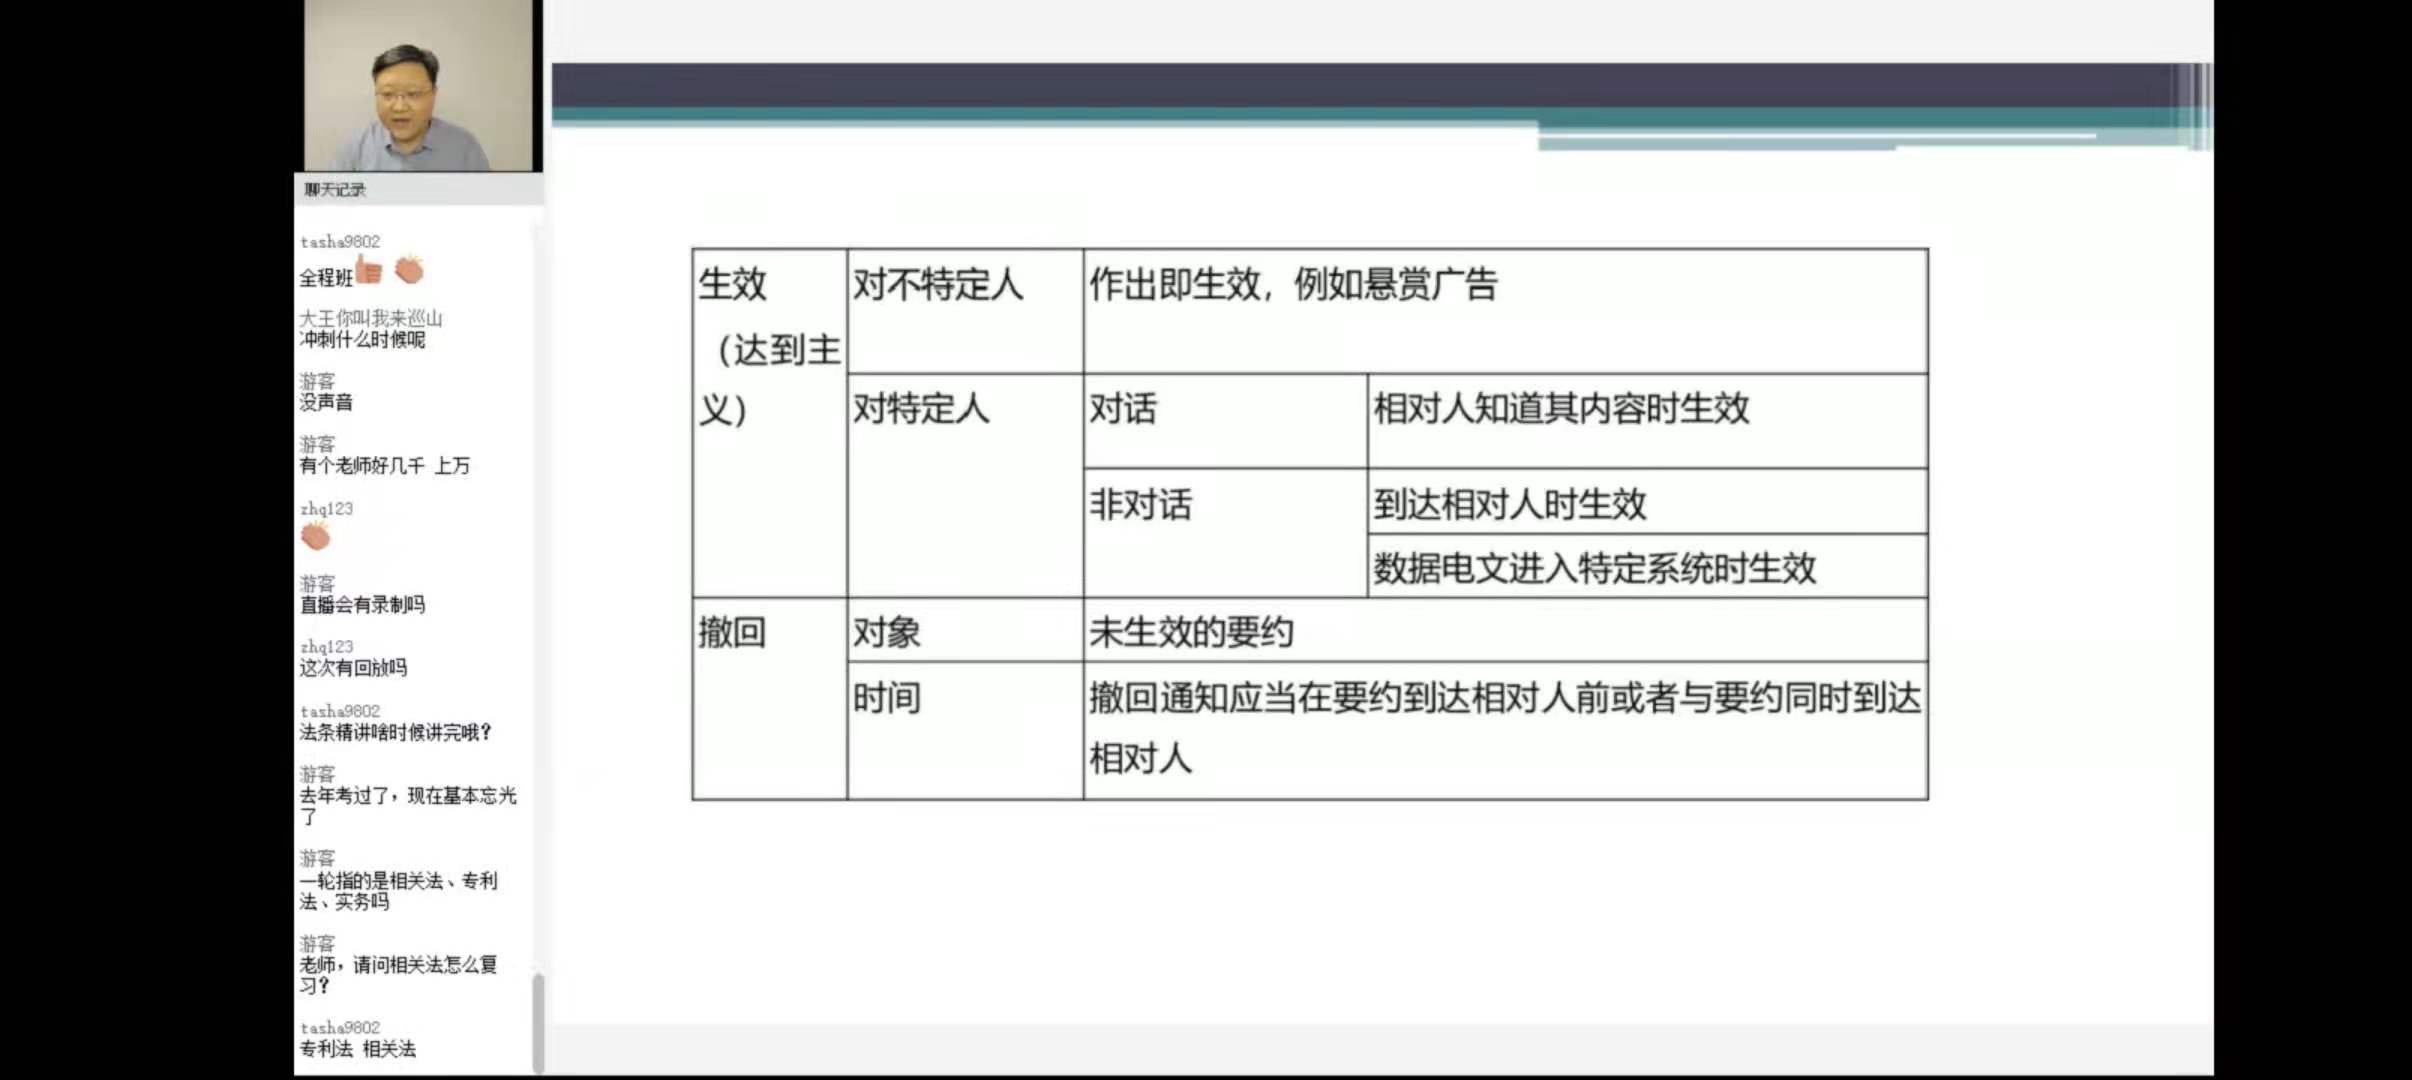 聊天记录
tasha9802
全程班
大王你叫我来巡山
冲刺什么时候呢
游客
没声音
游客
有个老师好几千 上万
zhq123
游客
直播会有录制吗
zhq123
这次有回放吗
tasha9802
法条精讲啥时候讲完哦？
游客
去年考过了，现在基本忘光
了
游客
一轮指的是相关法、专利
法、实务吗
游客
老师，请问相关法怎么复
习？
tasha9802
专利法 相关法
生效
（达到主
义）
对不特定人
作出即生效，例如悬赏广告
对特定人
对话
相对人知道其内容时生效
非对话
到达相对人时生效
数据电文进入特定系统时生效
撤回
对象
未生效的要约
时间
撤回通知应当在要约到达相对人前或者与要约同时到达
相对人